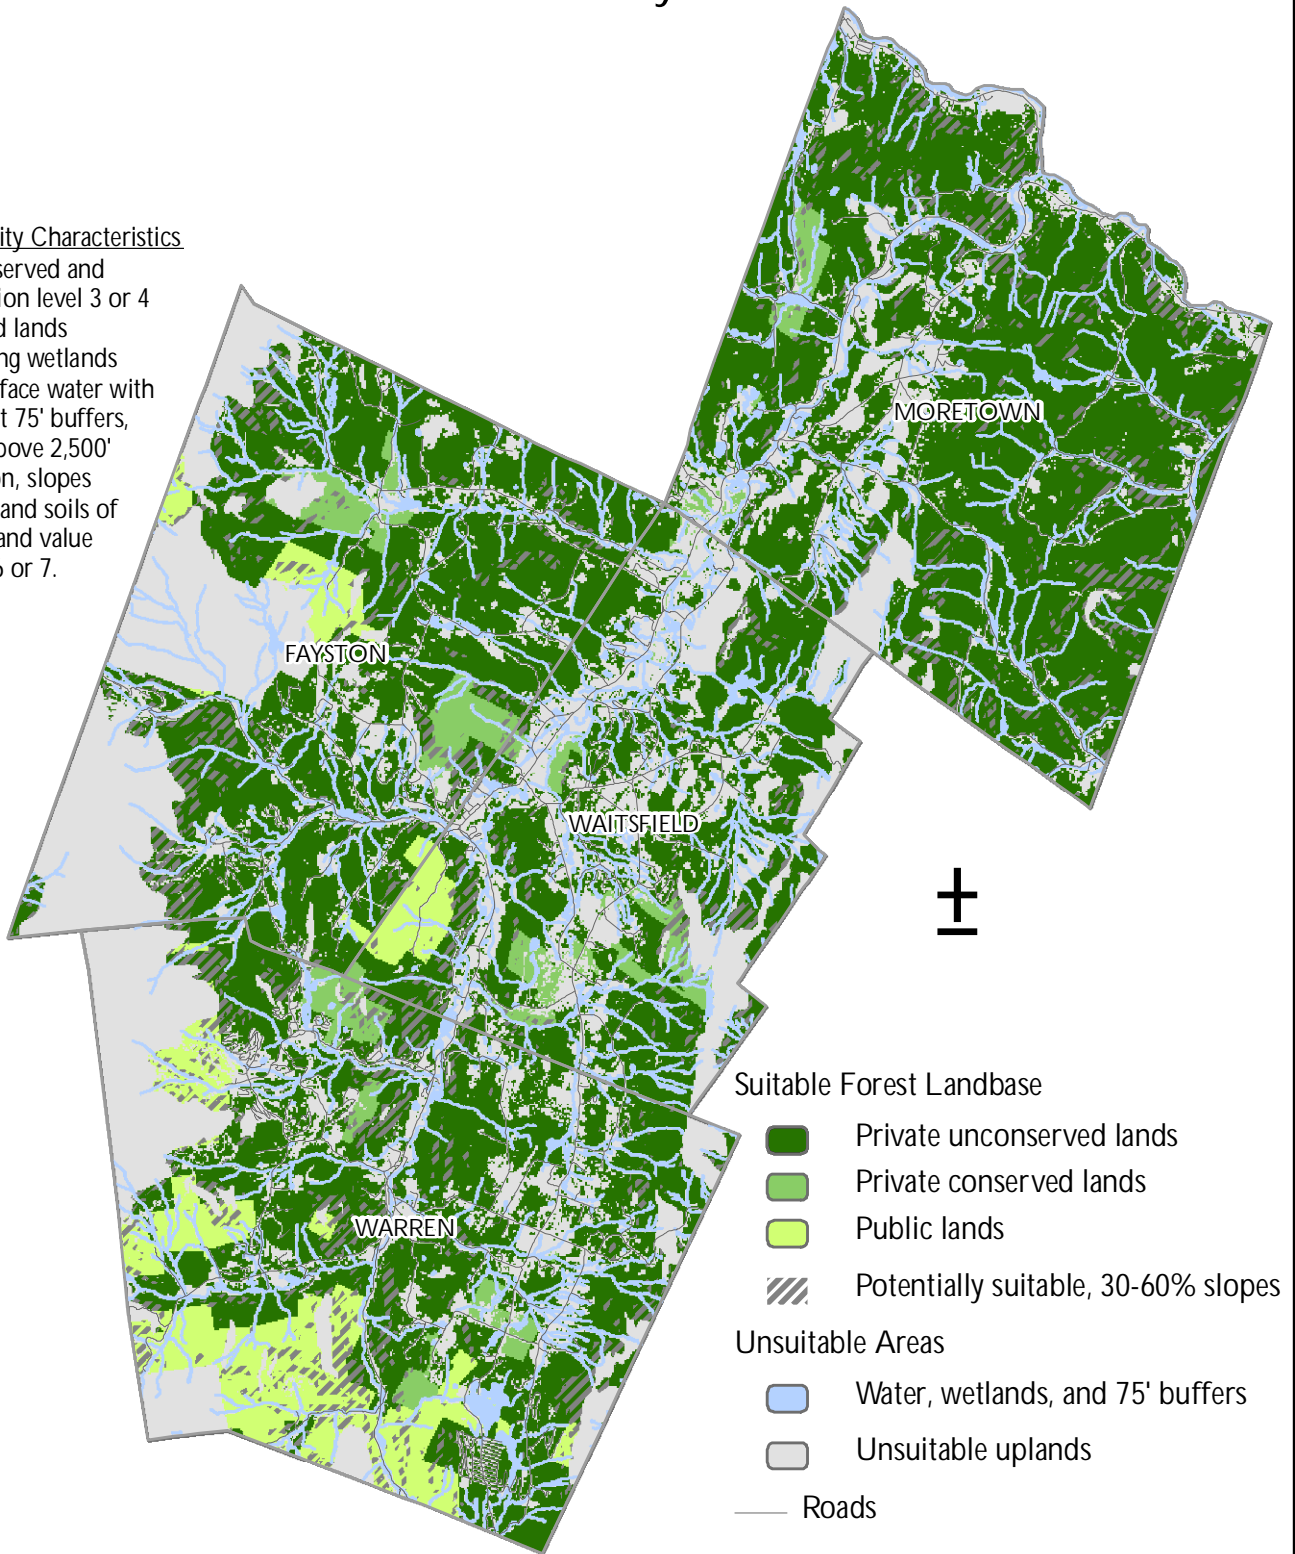 ity Characteristics
served and
ion level 3 or 4
d lands
ng wetlands
face water with
t 75' buffers,
bove 2,500'
n, slopes
and soils of
and value
6 or 7.
MORETOWN
FAYSTON
WAITSFIELD
WARREN
Suitable Forest Landbase
Private unconserved lands
Private conserved lands
Public lands
Potentially suitable, 30-60% slopes
Unsuitable Areas
Water, wetlands, and 75' buffers
Unsuitable uplands
Roads